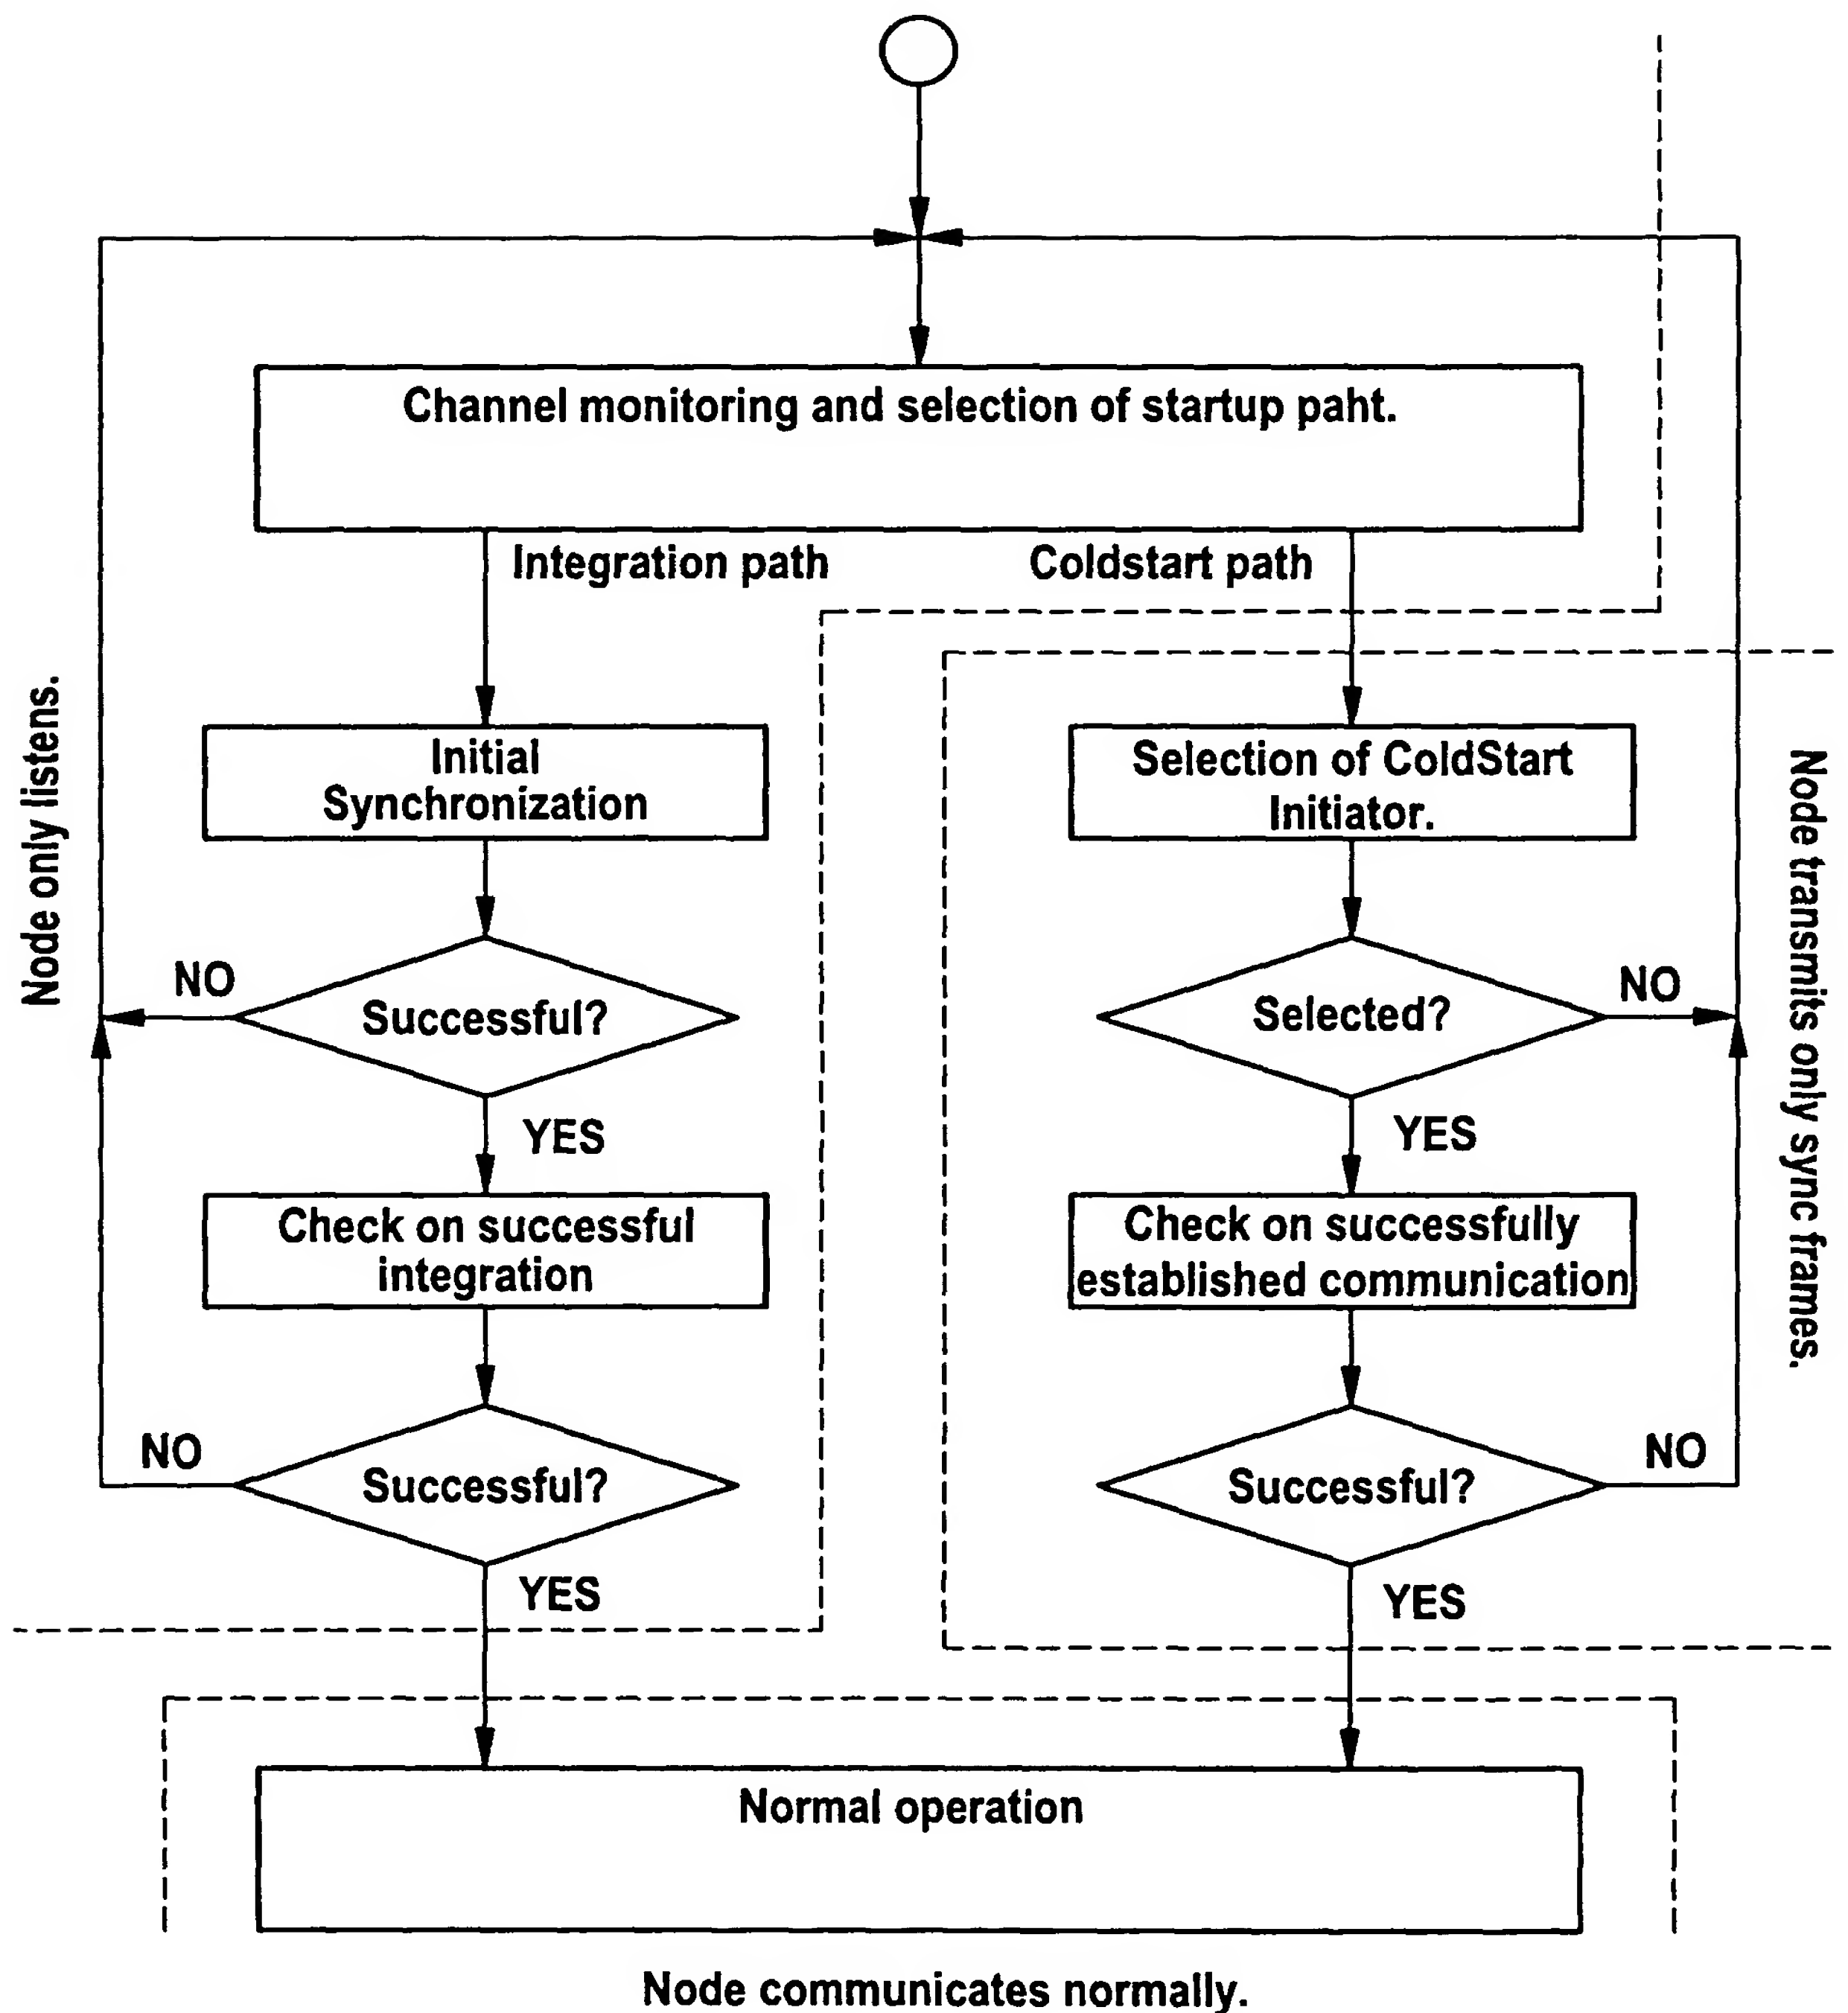 Channel monitoring and selection of startup paht.
Integration path
Coldstart path
Node only listens.
Initial
Synchronization
Selection of ColdStart
Initiator.
Node transmits only sync frames.
NO
Successful?
Selected?
NO
YES
YES
Check on successful
integration
Check on successfully
established communication
NO
Successful?
Successful?
NO
YES
YES
Normal operation
Node communicates normally.